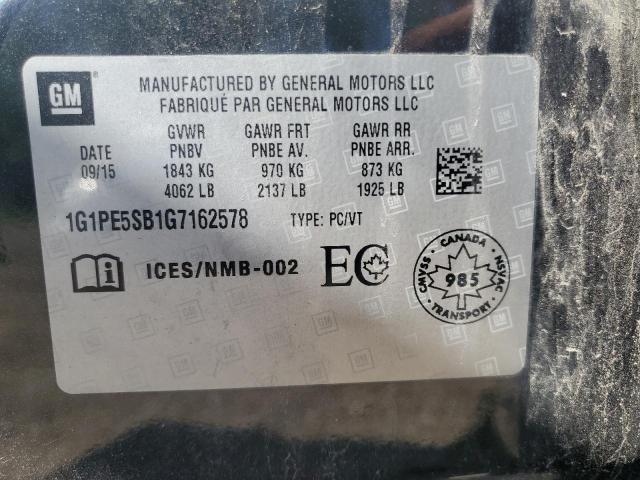 GM ®
MANUFACTURED BY GENERAL MOTORS LLC
FABRIQUÉ PAR GENERAL MOTORS LLC
GVWR GAWR FRT GAWR RR
DATE PNBV PNBE AV. PNBE ARR.
09/15 1843 KG 970 KG 873 KG
4062 LB 2137 LB 1925 LB
1G1PE5SB1G7162578 TYPE: PC/VT
i ICES/NMB-002 EC
CANADA
CMVSS 985 NSVAC
TRANSPORT